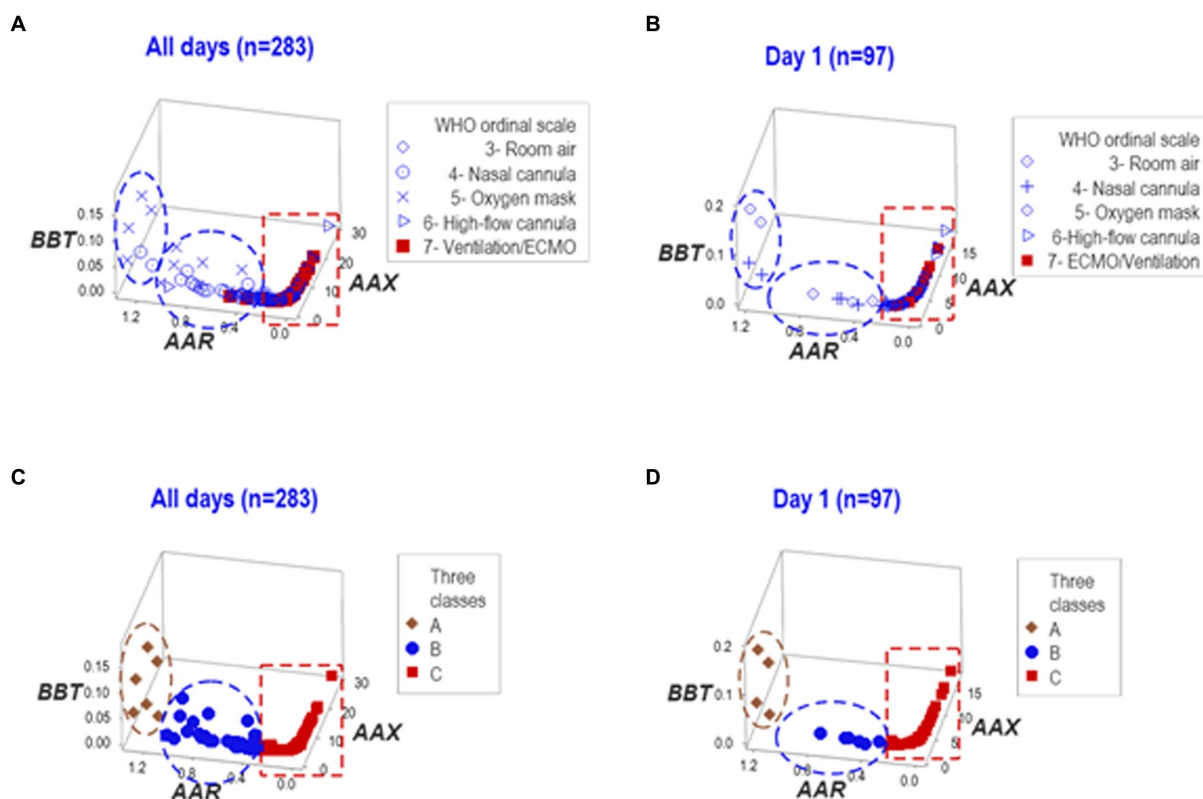 A
All days (n=283)
WHO ordinal scale
3- Room air
4- Nasal cannula
5- Oxygen mask
6- High-flow cannula
7- Ventilation/ECMO
0.15
0.10
0.05
0.00
BBT
1.2
0.8
0.4
0.0
AAR
30
20
10
0
AAX
B
Day 1 (n=97)
WHO ordinal scale
3- Room air
4- Nasal cannula
5- Oxygen mask
6-High-flow cannula
7- ECMO/Ventilation
0.2
0.1
0.0
BBT
1.2
0.8
0.4
0.0
AAR
15
10
5
0
AAX
C
All days (n=283)
Three
classes
A
B
C
0.15
0.10
0.05
0.00
BBT
1.2
0.8
0.4
0.0
AAR
30
20
10
0
AAX
D
Day 1 (n=97)
Three
classes
A
B
C
0.2
0.1
0.0
BBT
1.2
0.8
0.4
0.0
AAR
15
10
5
0
AAX